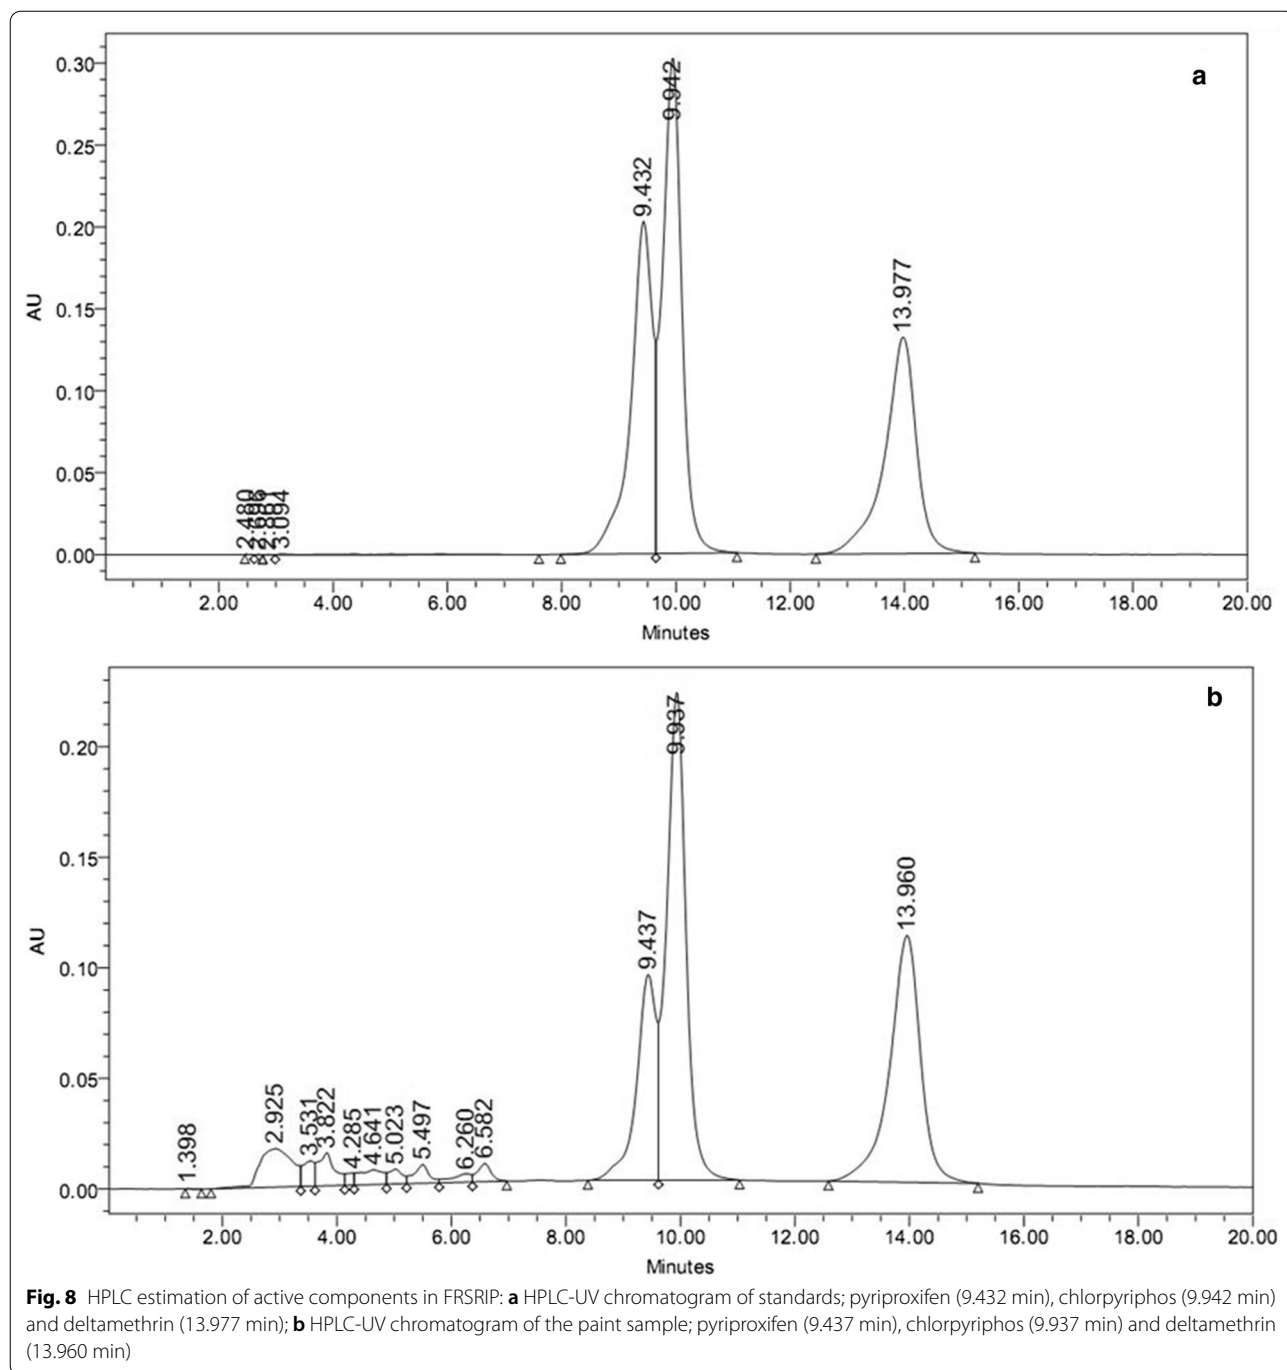 a
0.30
0.25
0.20
0.15
0.10
0.05
0.00
AU
2.480
3.094
9.432
9.942
13.977
2.00 4.00 6.00 8.00 10.00 12.00 14.00 16.00 18.00 20.00
Minutes
b
0.20
0.15
0.10
0.05
0.00
AU
1.398
2.925
3.531
3.822
4.285
4.641
5.023
5.497
6.260
6.582
9.437
9.937
13.960
2.00 4.00 6.00 8.00 10.00 12.00 14.00 16.00 18.00 20.00
Minutes
Fig. 8 HPLC estimation of active components in FRSRIP: a HPLC-UV chromatogram of standards; pyriproxifen (9.432 min), chlorpyriphos (9.942 min)
and deltamethrin (13.977 min); b HPLC-UV chromatogram of the paint sample; pyriproxifen (9.437 min), chlorpyriphos (9.937 min) and deltamethrin
(13.960 min)